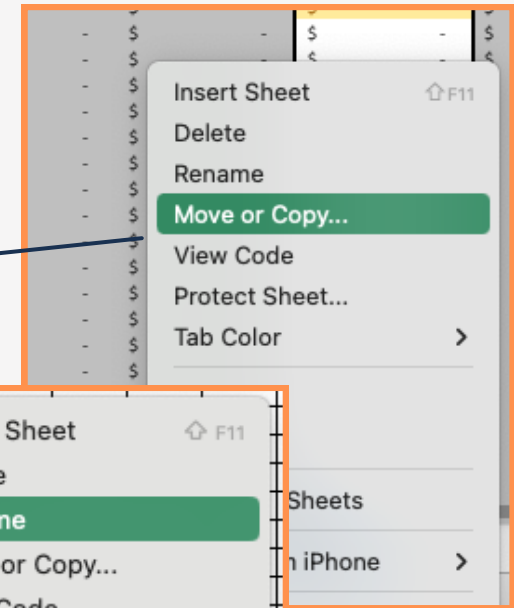 $ $ $
- $ - $ - $
$ $
Insert Sheet ⇧F11
Delete
Rename
Move or Copy...
View Code
Protect Sheet...
Tab Color >
Sheets
iPhone >
Sheet ⇧ F11
e
me
or Copy...
Code